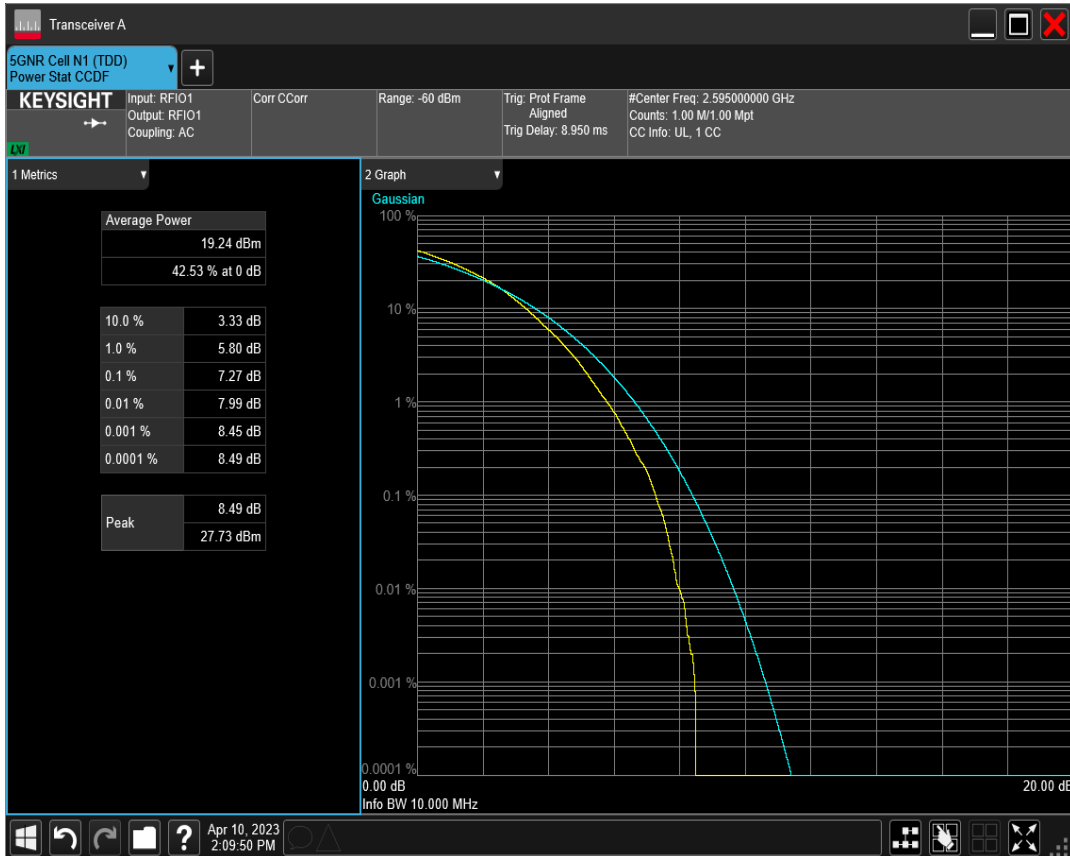 Transceiver A
5GNR Cell N1 (TDD)
Power Stat CCDF
+
KEYSIGHT
LXI
Input: RFIO1
Output: RFIO1
Coupling: AC
Corr CCorr
Range: -60 dBm
Trig: Prot Frame
Aligned
Trig Delay: 8.950 ms
#Center Freq: 2.595000000 GHz
Counts: 1.00 M/1.00 Mpt
CC Info: UL, 1 CC
1 Metrics
Average Power
19.24 dBm
42.53 % at 0 dB
10.0 % 3.33 dB
1.0 % 5.80 dB
0.1 % 7.27 dB
0.01 % 7.99 dB
0.001 % 8.45 dB
0.0001 % 8.49 dB
Peak
8.49 dB
27.73 dBm
2 Graph
Gaussian
100 %
10 %
1 %
0.1 %
0.01 %
0.001 %
0.0001 %
0.00 dB 20.00 dB
Info BW 10.000 MHz
?
Apr 10, 2023
2:09:50 PM